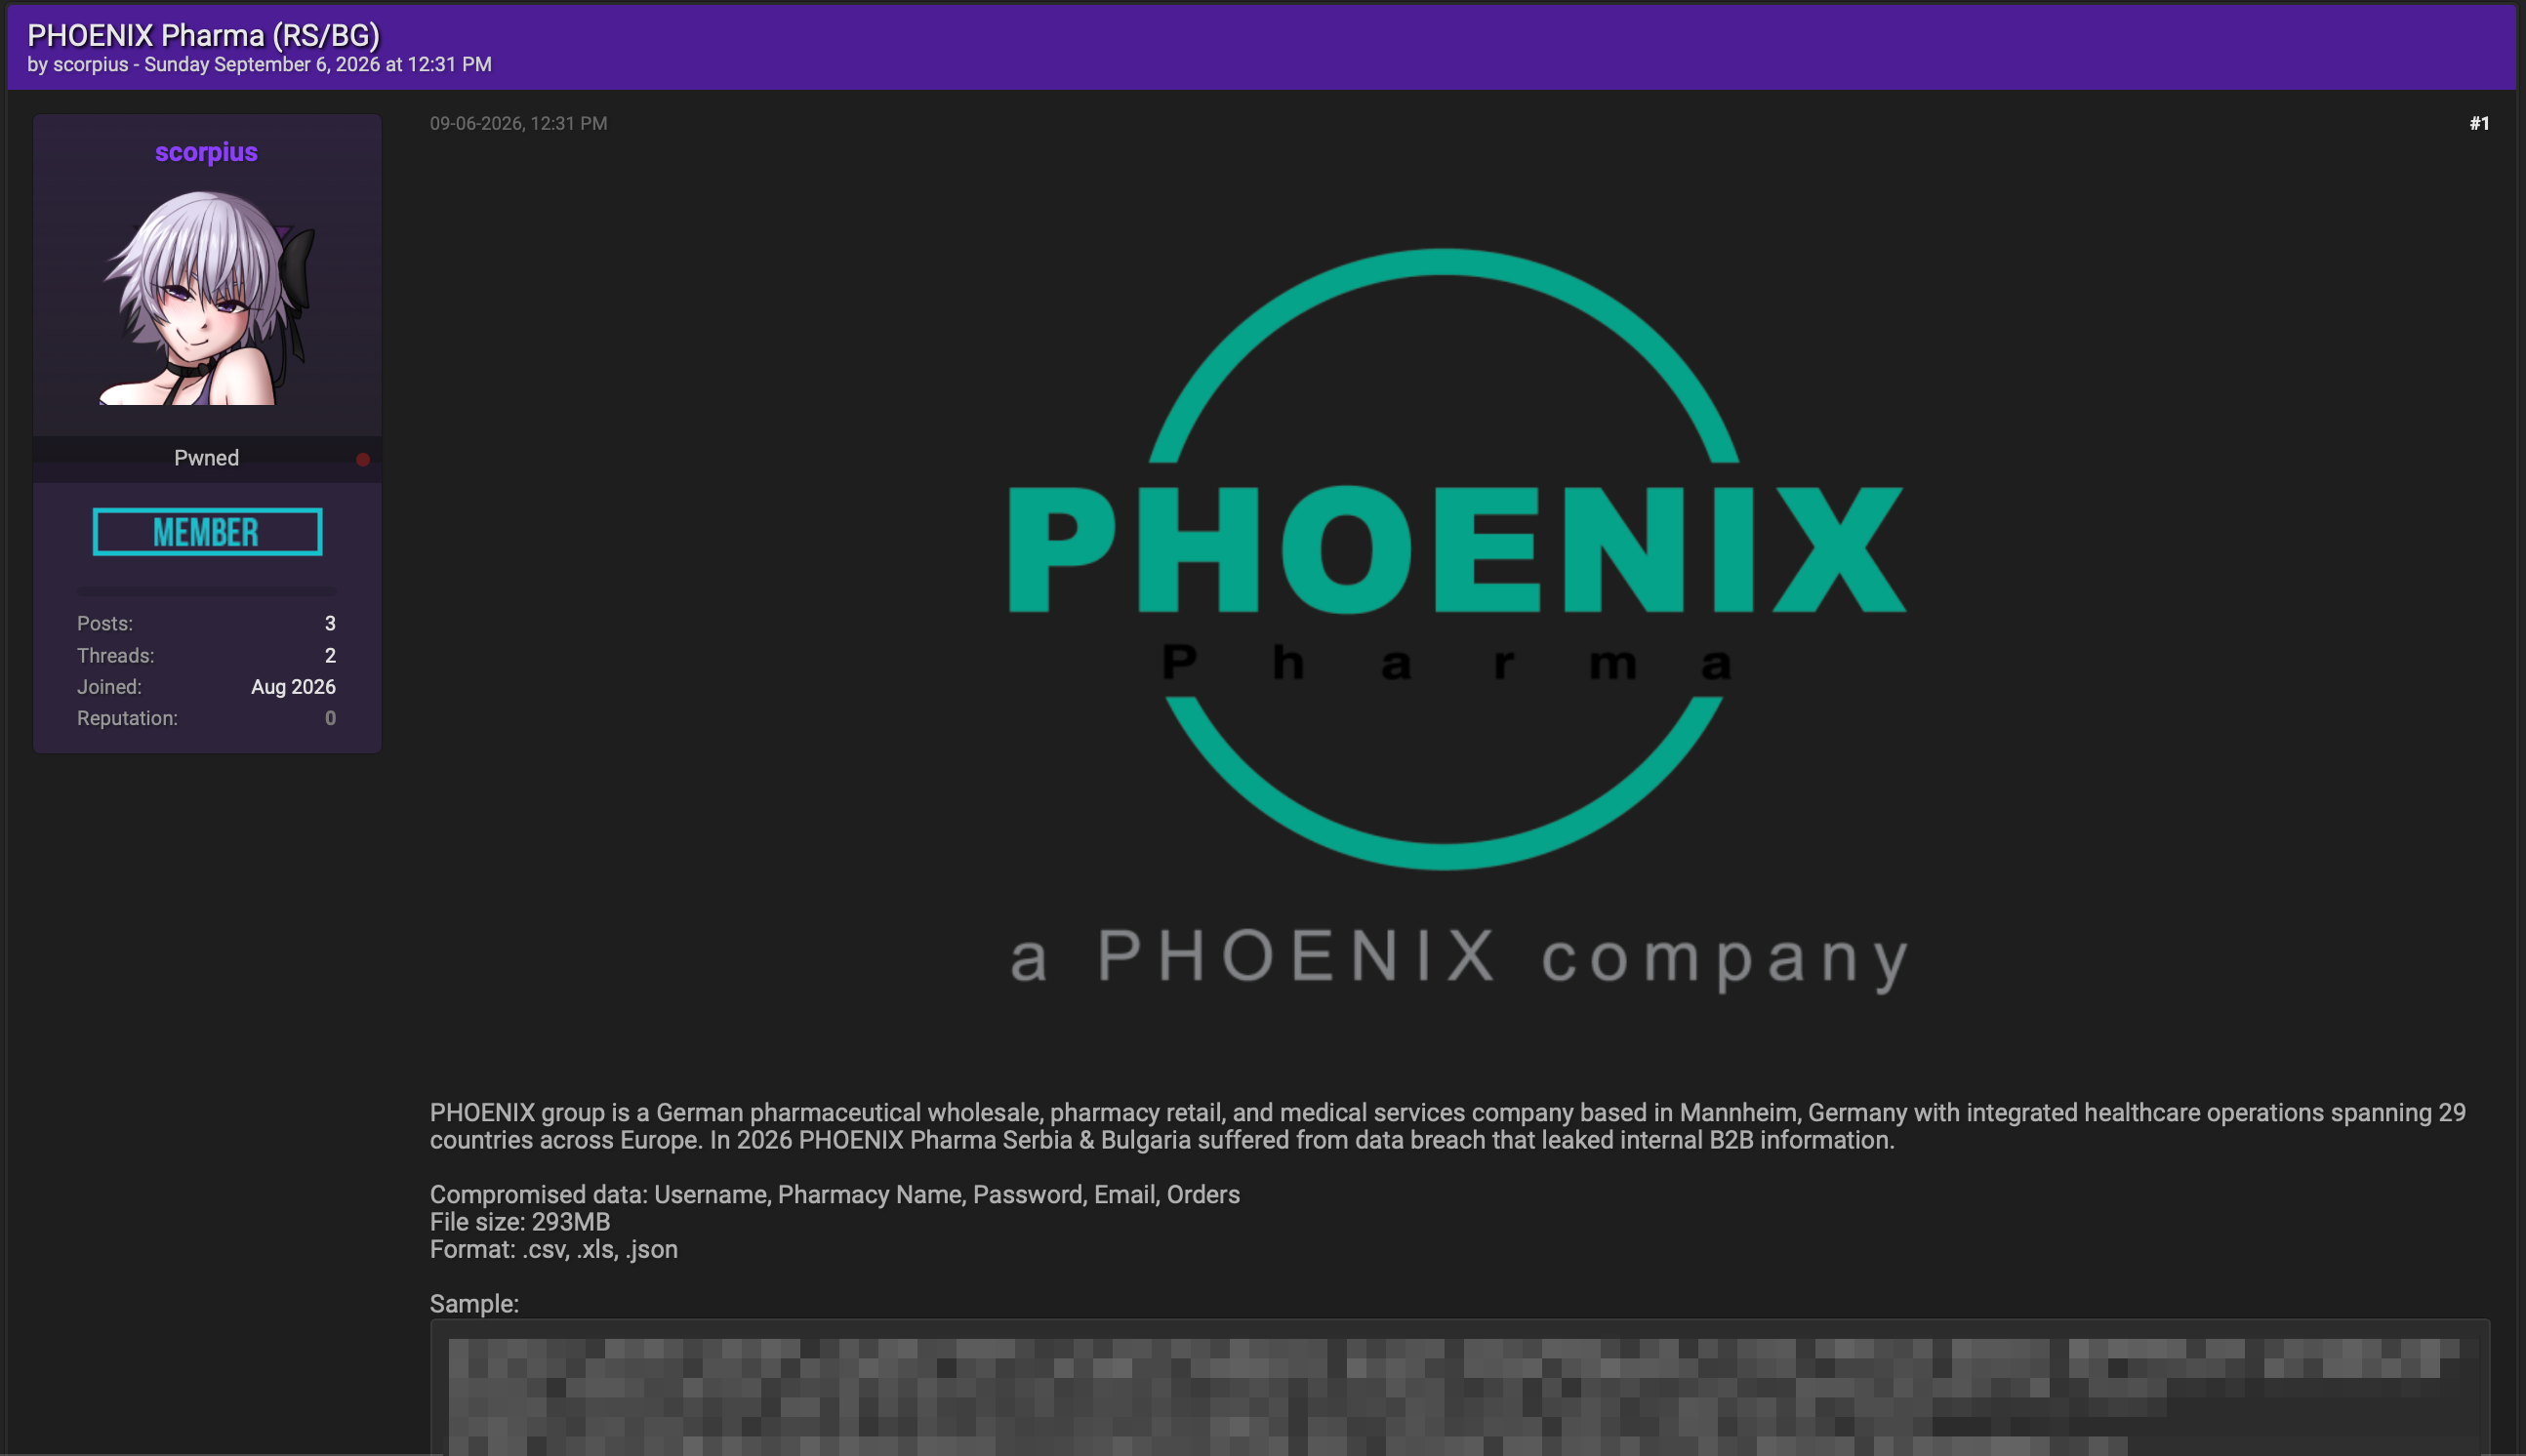 PHOENIX Pharma (RS/BG)
by scorpius - Sunday September 6, 2026 at 12:31 PM
scorpius
Pwned
MEMBER
Posts: 3
Threads: 2
Joined: Aug 2026
Reputation: 0
09-06-2026, 12:31 PM
#1
PHOENIX
Pharma
a PHOENIX company
PHOENIX group is a German pharmaceutical wholesale, pharmacy retail, and medical services company based in Mannheim, Germany with integrated healthcare operations spanning 29
countries across Europe. In 2026 PHOENIX Pharma Serbia & Bulgaria suffered from data breach that leaked internal B2B information.
Compromised data: Username, Pharmacy Name, Password, Email, Orders
File size: 293MB
Format: .csv, .xls, .json
Sample: